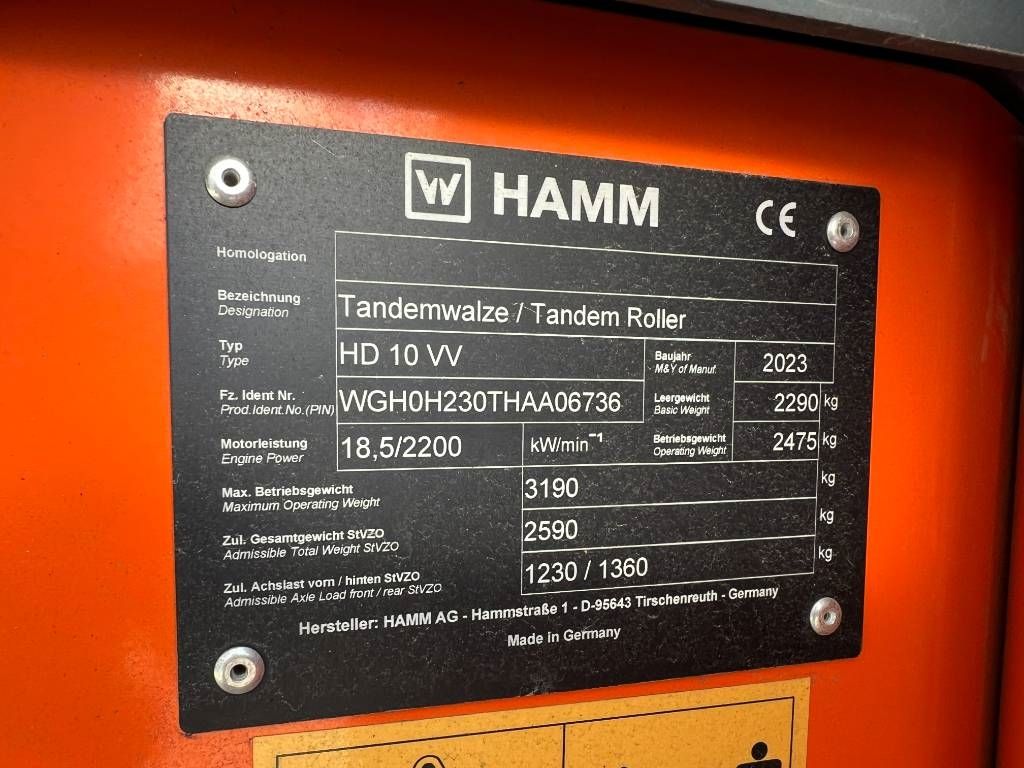 W HAMM CE
Homologation
Bezeichnung Tandemwalze / Tandem Roller
Designation
Typ HD 10 VV Baujahr 2023
Type M&Y of Manuf.
Fz. Ident Nr. WGH0H230THAA06736 Leergewicht 2290 kg
Prod.Ident.No.(PIN) Basic Weight
Motorleistung 18,5/2200 kW/min⁻¹ Betriebsgewicht 2475 kg
Engine Power Operating Weight
Max. Betriebsgewicht 3190 kg
Maximum Operating Weight
Zul. Gesamtgewicht StVZO 2590 kg
Admissible Total Weight StVZO
Zul. Achslast vorn / hinten StVZO 1230 / 1360 kg
Admissible Axle Load front / rear StVZO
Hersteller: HAMM AG - Hammstraße 1 - D-95643 Tirschenreuth - Germany
Made in Germany